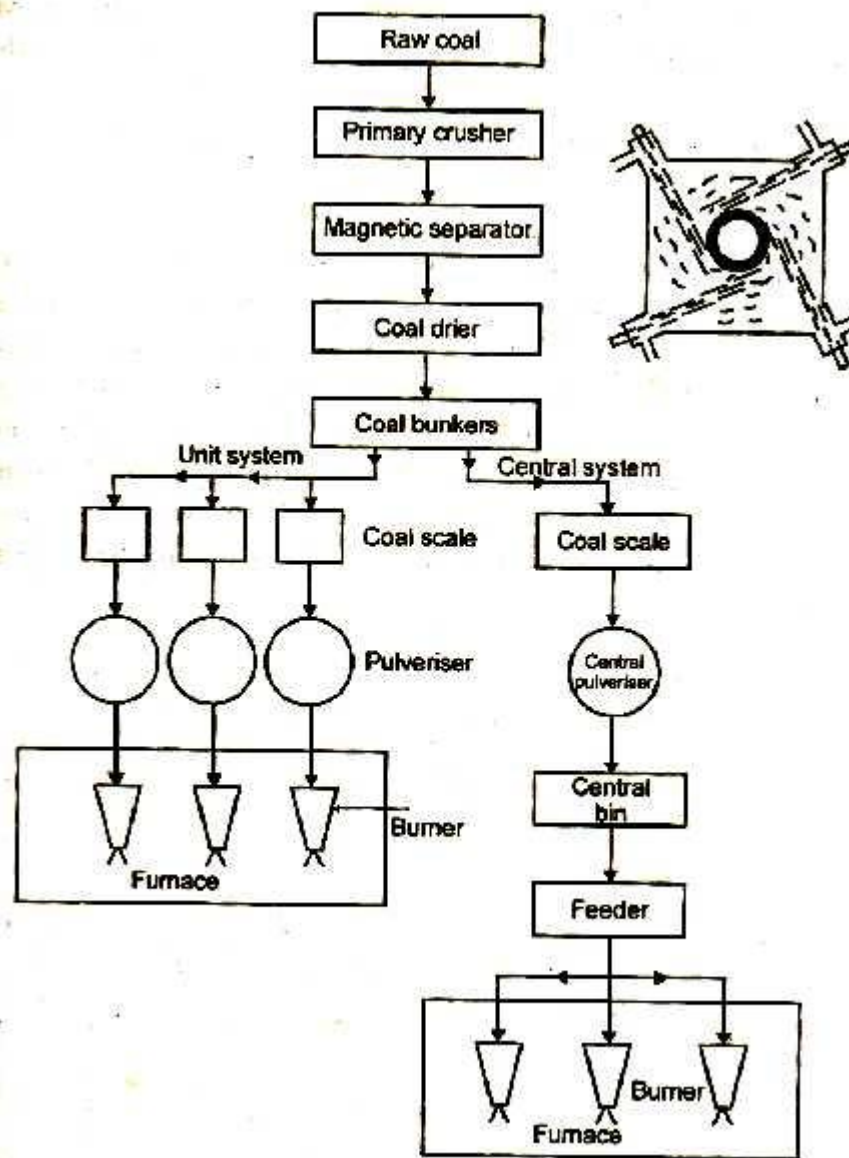 Raw coal
Primary crusher
Magnetic separator
Coal drier
Coal bunkers
Unit system
Central system
Coal scale
Coal scale
Pulveriser
Central
pulveriser
Central
bin
Burner
Furnace
Feeder
Burner
Furnace